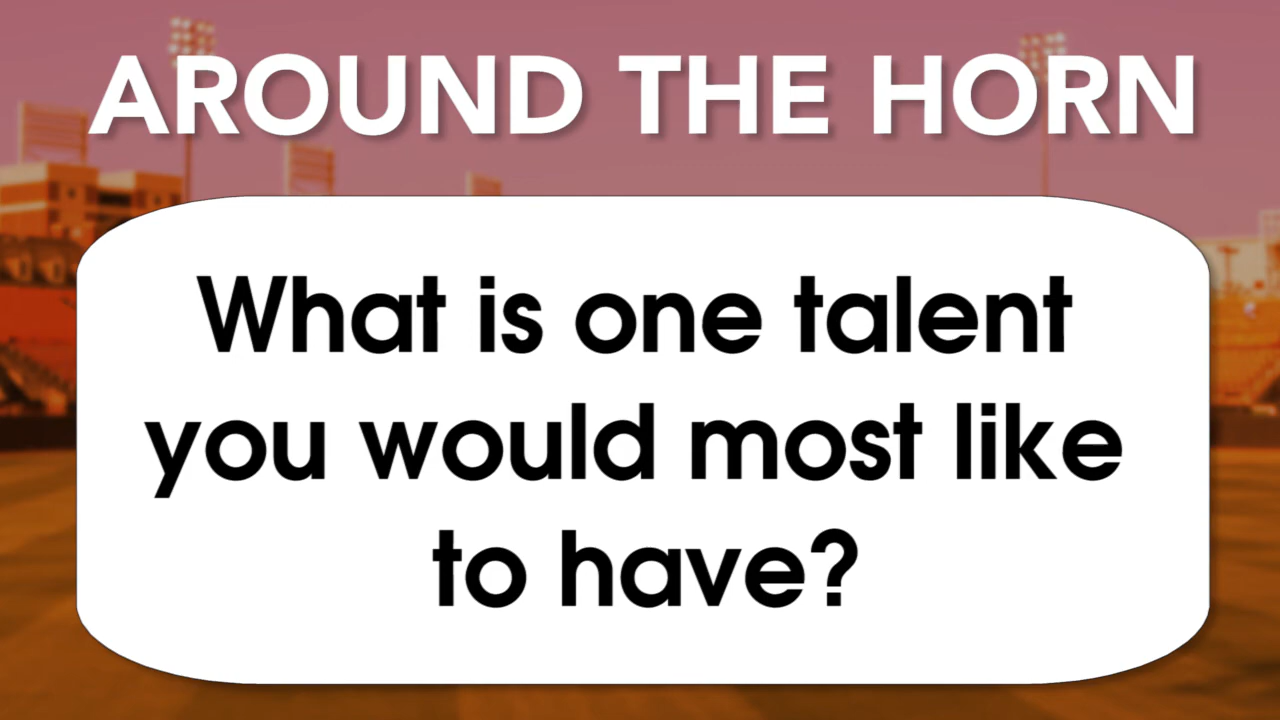 AROUND THE HORN
What is one talent
you would most like
to have?